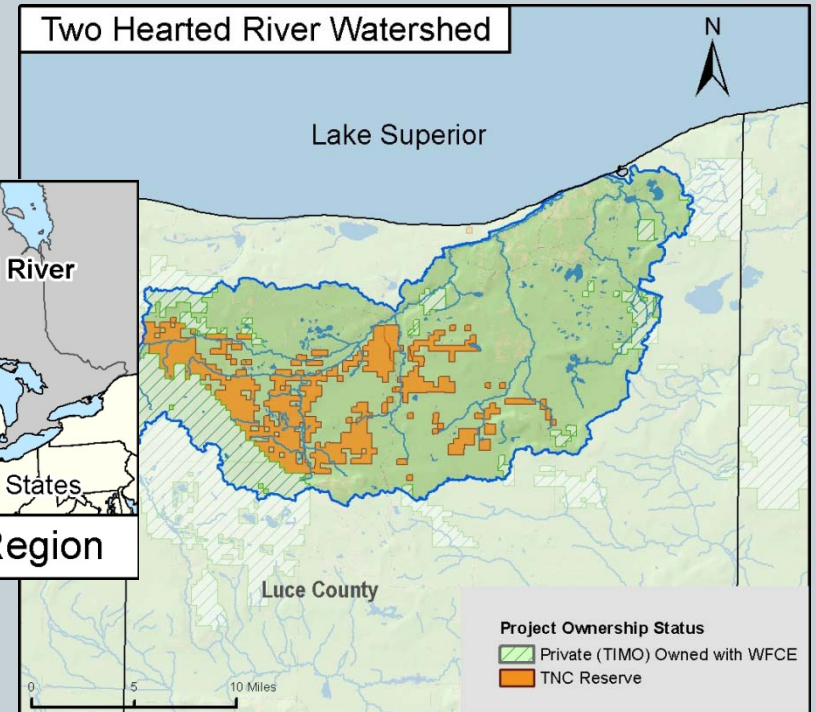 Two Hearted River Watershed
N
Lake Superior
River
States
Region
Luce County
Project Ownership Status
Private (TIMO) Owned with WFCE
TNC Reserve
0 5 10 Miles